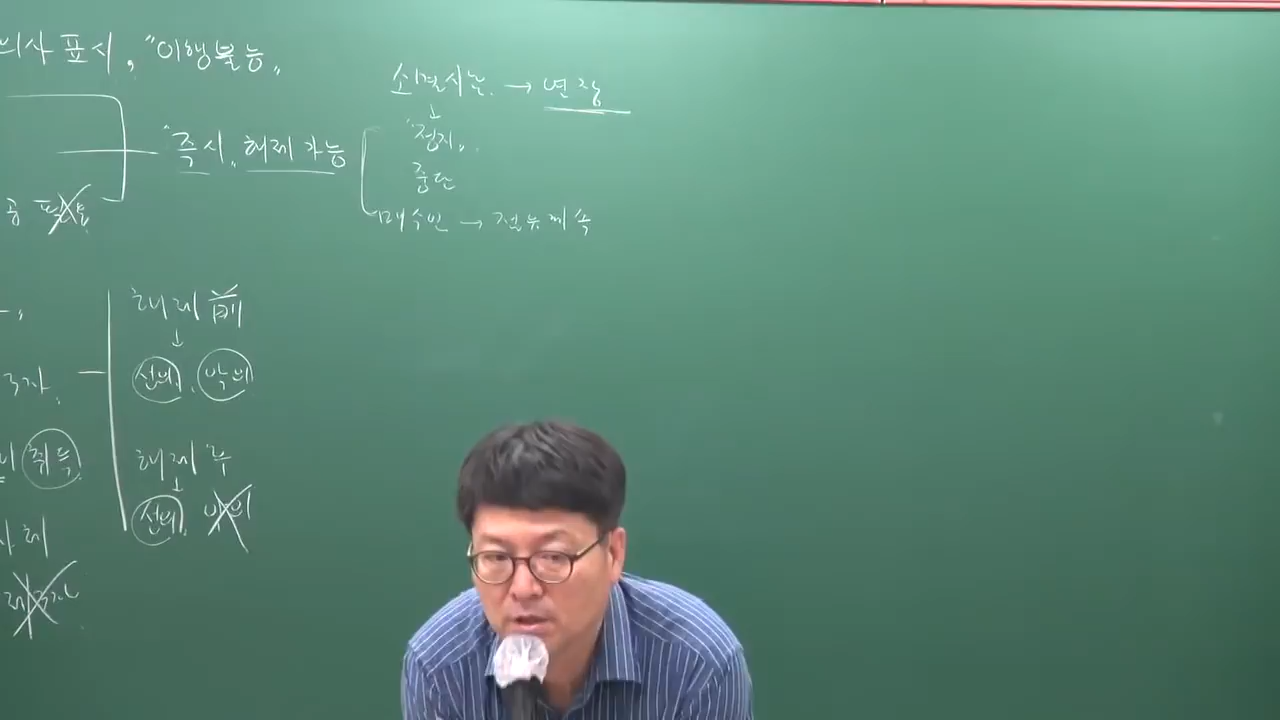 의사 표시, "이행불능"
"즉시" 해제 가능
소멸시효 → 연장
↓
"정지"
중단
매수인 → 점유계속
해제 前
↓
선의, 악의
해제 후
↓
선의, 악의
3자
취득